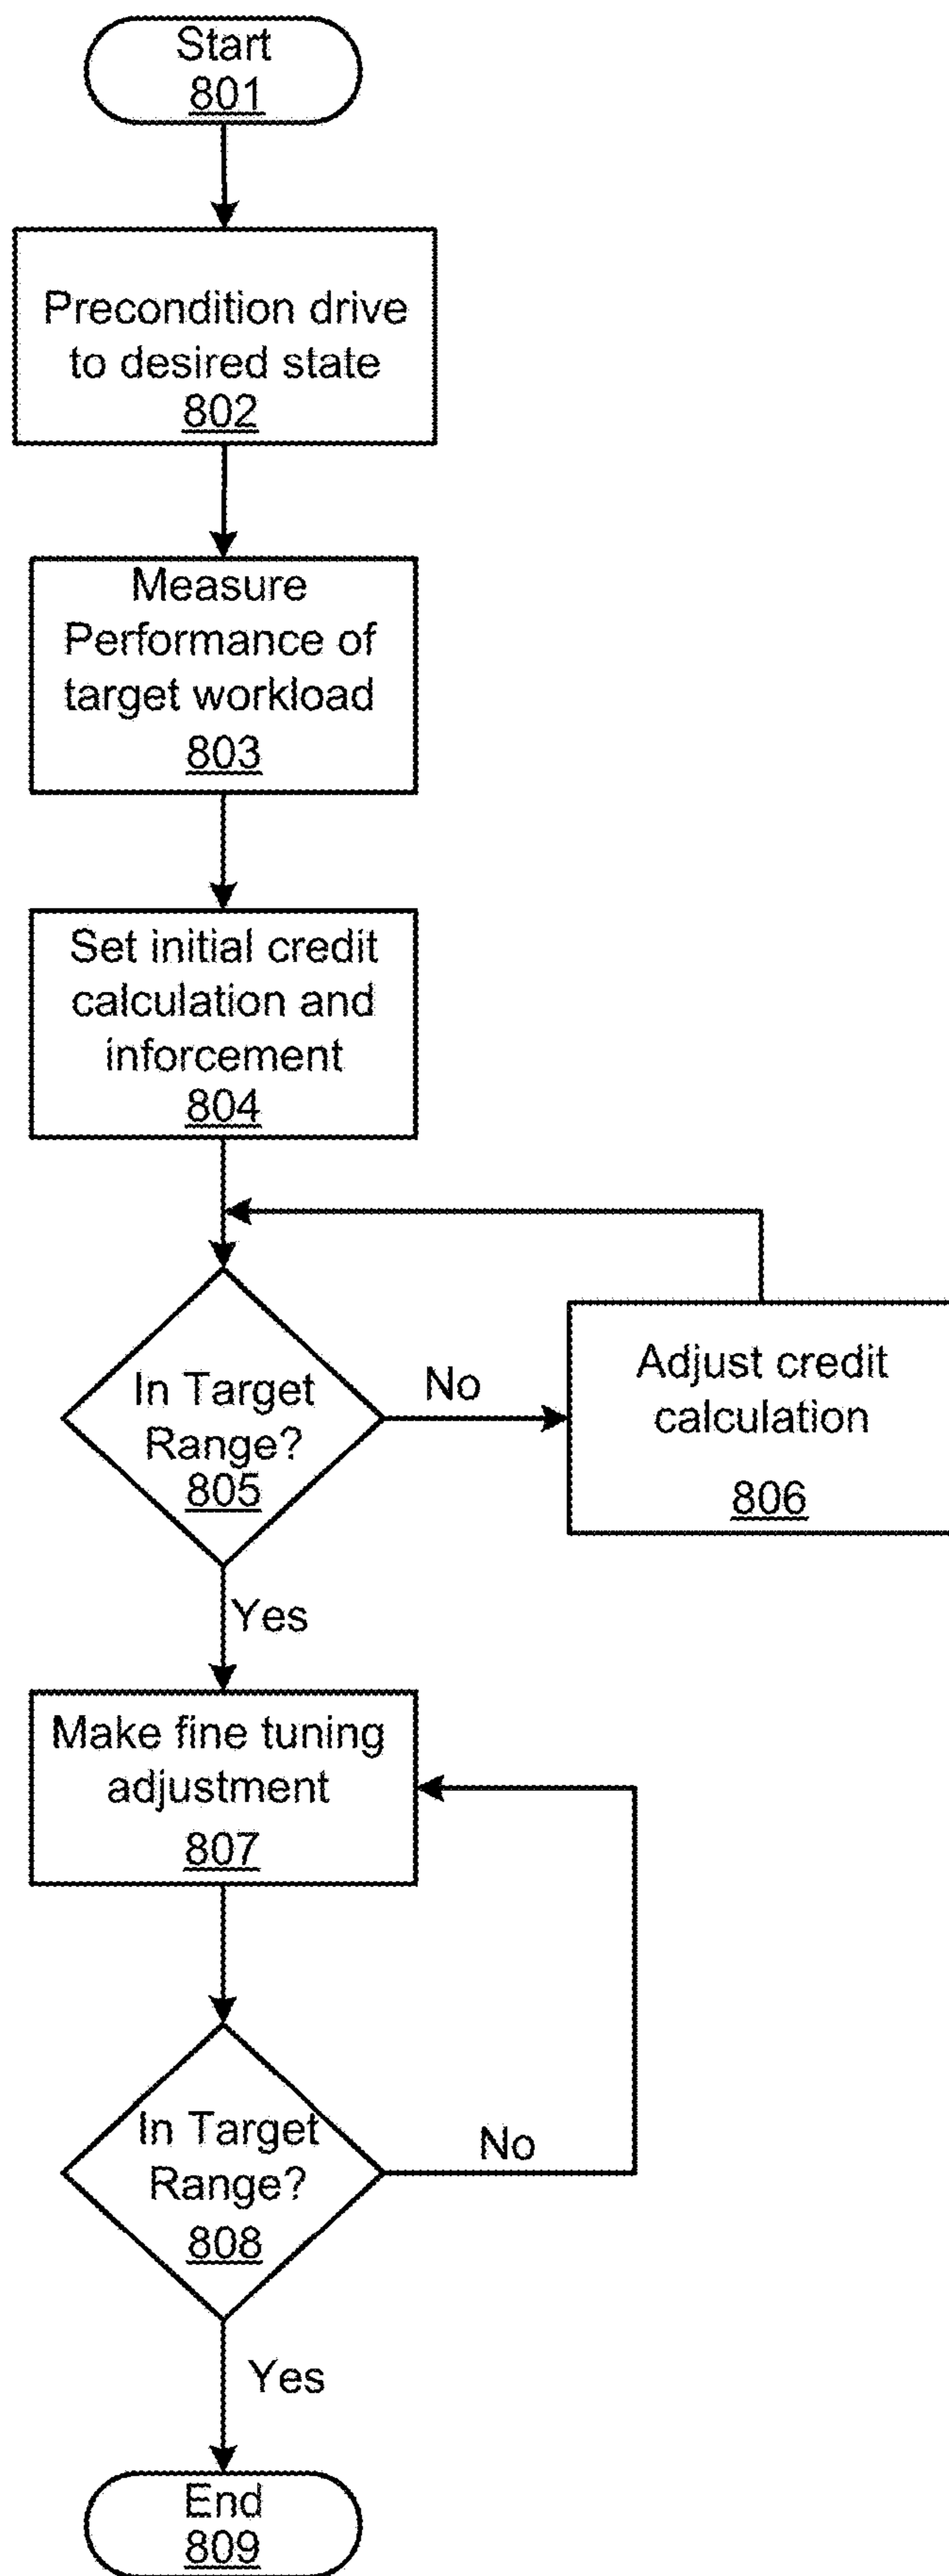 Start
801
Precondition drive
to desired state
802
Measure
Performance of
target workload
803
Set initial credit
calculation and
inforcement
804
In Target
Range?
805
No
Adjust credit
calculation
806
Yes
Make fine tuning
adjustment
807
In Target
Range?
808
No
Yes
End
809